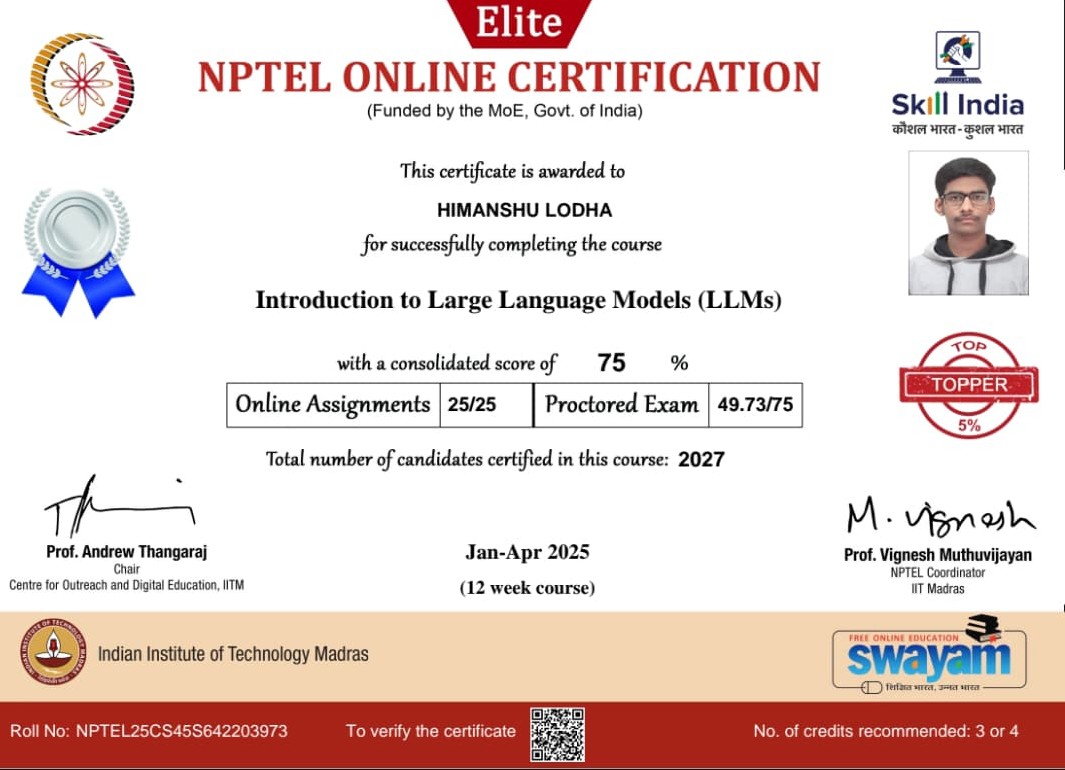 Elite
NPTEL ONLINE CERTIFICATION
(Funded by the MoE, Govt. of India)
Skill India
कौशल भारत - कुशल भारत
This certificate is awarded to
HIMANSHU LODHA
for successfully completing the course
Introduction to Large Language Models (LLMs)
with a consolidated score of 75 %
Online Assignments 25/25 Proctored Exam 49.73/75
TOP
TOPPER
5%
Total number of candidates certified in this course: 2027
M. Vignesh
Prof. Andrew Thangaraj
Chair
Centre for Outreach and Digital Education, IITM
Jan-Apr 2025
(12 week course)
Prof. Vignesh Muthuvijayan
NPTEL Coordinator
IIT Madras
INDIAN INSTITUTE OF TECHNOLOGY MADRAS
Indian Institute of Technology Madras
FREE ONLINE EDUCATION
swayam
शिक्षित भारत, उन्नत भारत
Roll No: NPTEL25CS45S642203973
To verify the certificate
No. of credits recommended: 3 or 4